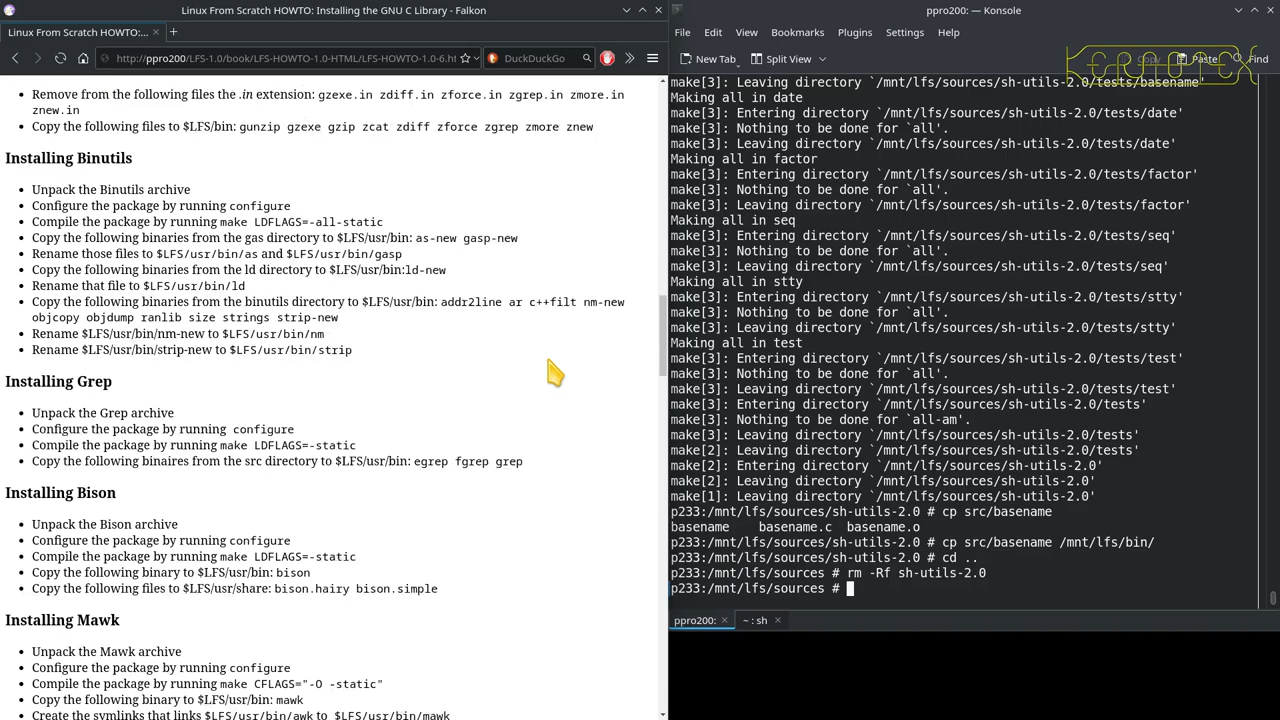 Linux From Scratch HOWTO: Installing the GNU C Library - Falkon
Linux From Scratch HOWTO:...
http://ppro200/LFS-1.0/book/LFS-HOWTO-1.0-HTML/LFS-HOWTO-1.0-6.ht
DuckDuckGo
Remove from the following files the .in extension: gzexe.in zdiff.in zforce.in zgrep.in zmore.in
znew.in
Copy the following files to $LFS/bin: gunzip gzexe gzip zcat zdiff zforce zgrep zmore znew
Installing Binutils
Unpack the Binutils archive
Configure the package by running configure
Compile the package by running make LDFLAGS=-all-static
Copy the following binaries from the gas directory to $LFS/usr/bin: as-new gasp-new
Rename those files to $LFS/usr/bin/as and $LFS/usr/bin/gasp
Copy the following binaries from the ld directory to $LFS/usr/bin:ld-new
Rename that file to $LFS/usr/bin/ld
Copy the following binaries from the binutils directory to $LFS/usr/bin: addr2line ar c++filt nm-new
objcopy objdump ranlib size strings strip-new
Rename $LFS/usr/bin/nm-new to $LFS/usr/bin/nm
Rename $LFS/usr/bin/strip-new to $LFS/usr/bin/strip
Installing Grep
Unpack the Grep archive
Configure the package by running configure
Compile the package by running make LDFLAGS=-static
Copy the following binaires from the src directory to $LFS/usr/bin: egrep fgrep grep
Installing Bison
Unpack the Bison archive
Configure the package by running configure
Compile the package by running make LDFLAGS=-static
Copy the following binary to $LFS/usr/bin: bison
Copy the following files to $LFS/usr/share: bison.hairy bison.simple
Installing Mawk
Unpack the Mawk archive
Configure the package by running configure
Compile the package by running make CFLAGS="-O -static"
Copy the following binary to $LFS/usr/bin: mawk
Create the symlinks that links $LFS/usr/bin/awk to $LFS/usr/bin/mawk
ppro200: — Konsole
File Edit View Bookmarks Plugins Settings Help
New Tab Split View Copy Paste Find
make[3]: Leaving directory `/mnt/lfs/sources/sh-utils-2.0/tests/basename'
Making all in date
make[3]: Entering directory `/mnt/lfs/sources/sh-utils-2.0/tests/date'
make[3]: Nothing to be done for `all'.
make[3]: Leaving directory `/mnt/lfs/sources/sh-utils-2.0/tests/date'
Making all in factor
make[3]: Entering directory `/mnt/lfs/sources/sh-utils-2.0/tests/factor'
make[3]: Nothing to be done for `all'.
make[3]: Leaving directory `/mnt/lfs/sources/sh-utils-2.0/tests/factor'
Making all in seq
make[3]: Entering directory `/mnt/lfs/sources/sh-utils-2.0/tests/seq'
make[3]: Nothing to be done for `all'.
make[3]: Leaving directory `/mnt/lfs/sources/sh-utils-2.0/tests/seq'
Making all in stty
make[3]: Entering directory `/mnt/lfs/sources/sh-utils-2.0/tests/stty'
make[3]: Nothing to be done for `all'.
make[3]: Leaving directory `/mnt/lfs/sources/sh-utils-2.0/tests/stty'
Making all in test
make[3]: Entering directory `/mnt/lfs/sources/sh-utils-2.0/tests/test'
make[3]: Nothing to be done for `all'.
make[3]: Leaving directory `/mnt/lfs/sources/sh-utils-2.0/tests/test'
make[3]: Entering directory `/mnt/lfs/sources/sh-utils-2.0/tests'
make[3]: Nothing to be done for `all-am'.
make[3]: Leaving directory `/mnt/lfs/sources/sh-utils-2.0/tests'
make[2]: Leaving directory `/mnt/lfs/sources/sh-utils-2.0/tests'
make[2]: Entering directory `/mnt/lfs/sources/sh-utils-2.0'
make[2]: Leaving directory `/mnt/lfs/sources/sh-utils-2.0'
make[1]: Leaving directory `/mnt/lfs/sources/sh-utils-2.0'
p233:/mnt/lfs/sources/sh-utils-2.0 # cp src/basename
basename basename.c basename.o
p233:/mnt/lfs/sources/sh-utils-2.0 # cp src/basename /mnt/lfs/bin/
p233:/mnt/lfs/sources/sh-utils-2.0 # cd ..
p233:/mnt/lfs/sources # rm -Rf sh-utils-2.0
p233:/mnt/lfs/sources #
ppro200: ~ : sh